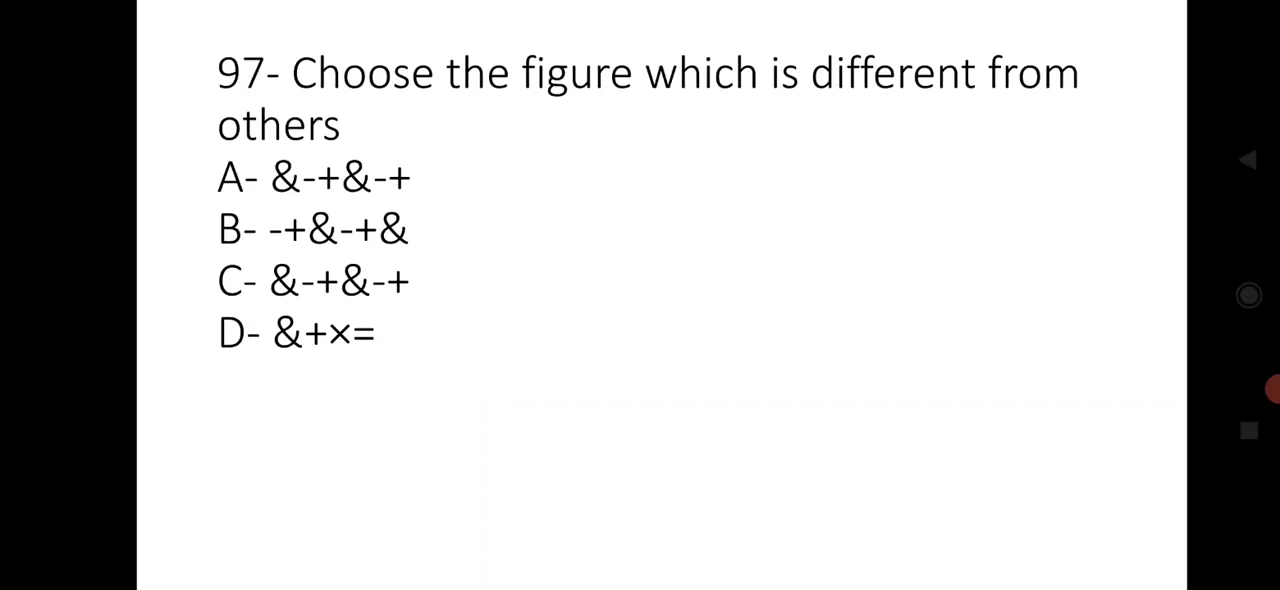 97- Choose the figure which is different from
others
A- &-+&-+
B- -+&-+&
C- &-+&-+
D- &+×=